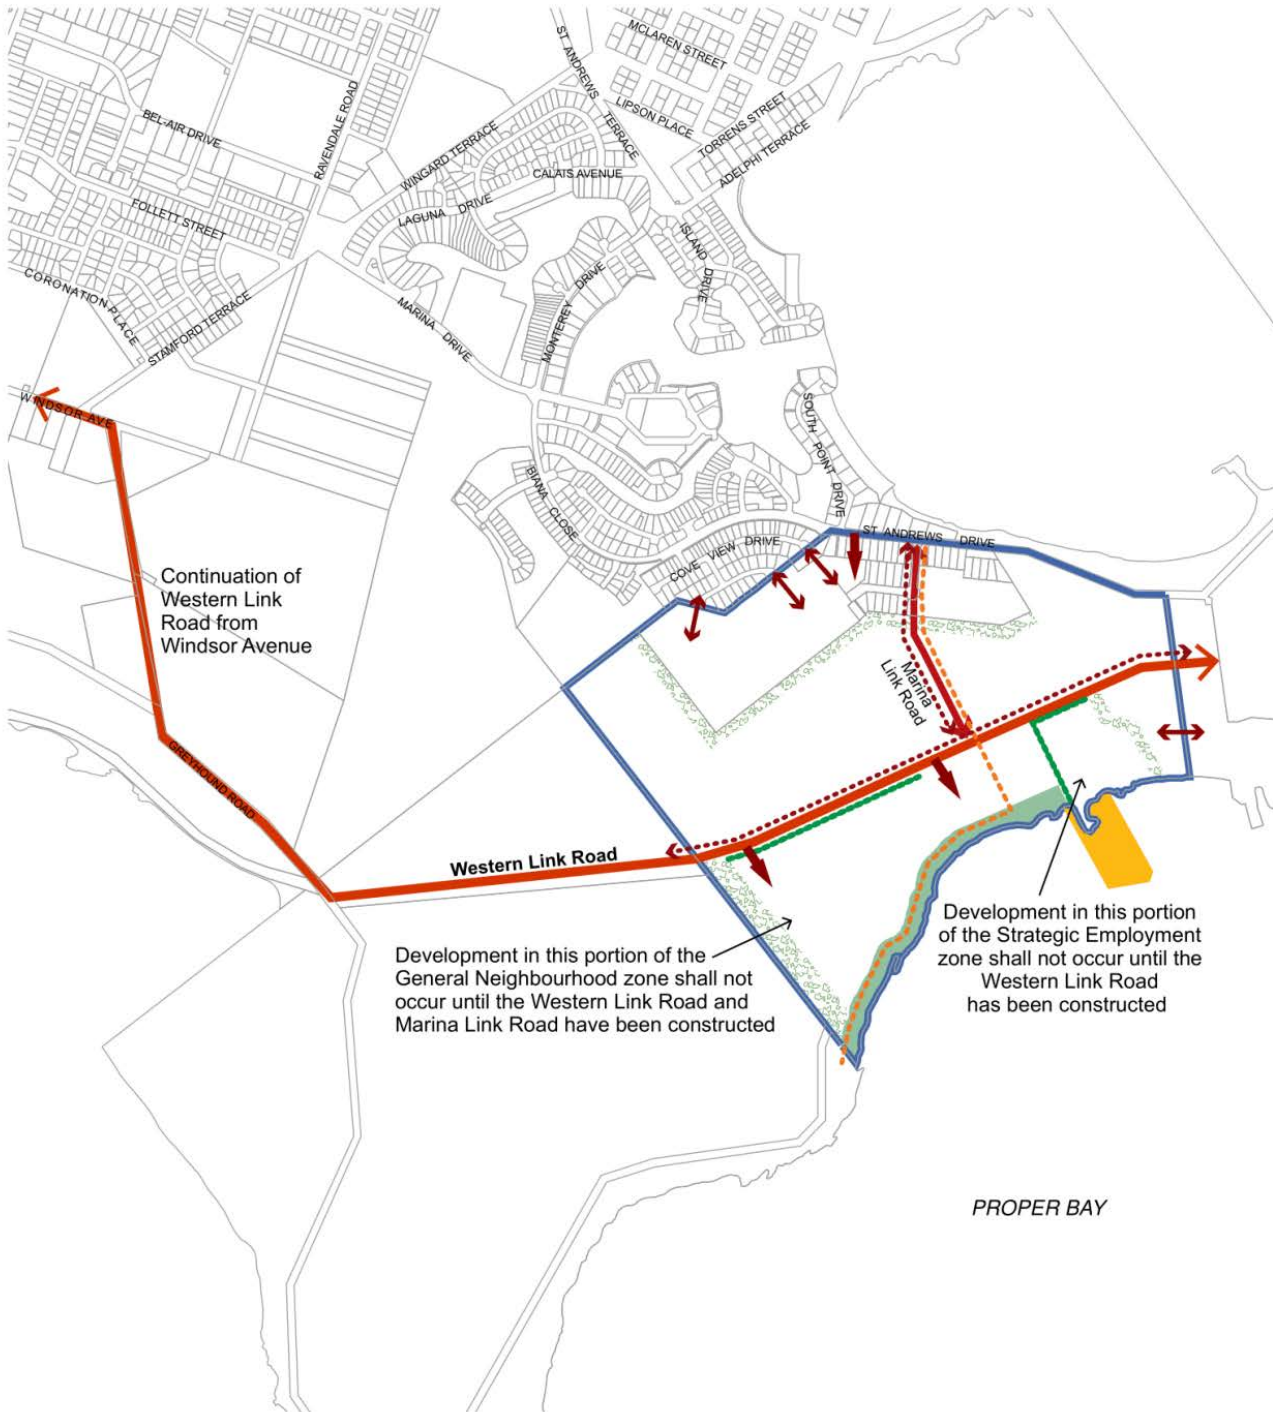 MCLAREN STREET
ST ANDREWS TERRACE
LIPSON PLACE
TORRENS STREET
ADELPHI TERRACE
BEL-AIR DRIVE
RAVENDALE ROAD
WINGARD TERRACE
CALAIS AVENUE
LAGUNA DRIVE
FOLLETT STREET
ISLAND DRIVE
CORONATION PLACE
STAMFORD TERRACE
MARINA DRIVE
MONTEREY DRIVE
WINDSOR AVE
SOUTH POINT DRIVE
BIANA CLOSE
COVE VIEW DRIVE
ST ANDREWS DRIVE
Continuation of
Western Link
Road from
Windsor Avenue
Marina
Link Road
GREYHOUND ROAD
Western Link Road
Development in this portion of the
General Neighbourhood zone shall not
occur until the Western Link Road and
Marina Link Road have been constructed
Development in this portion
of the Strategic Employment
zone shall not occur until the
Western Link Road
has been constructed
PROPER BAY